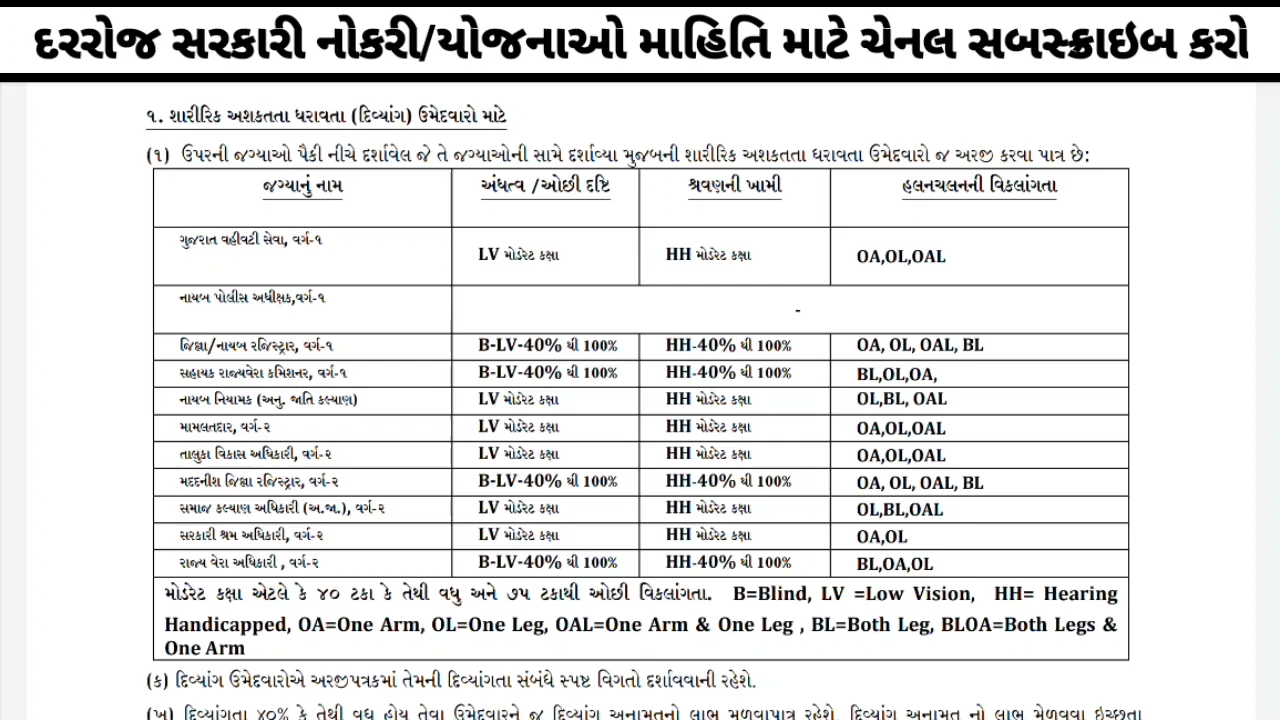 દરરોજ સરકારી નોકરી/યોજનાઓ માહિતિ માટે ચેનલ સબસ્ક્રાઇબ કરો
૧. શારીરિક અશકતતા ધરાવતા (દિવ્યાંગ) ઉમેદવારો માટે
(૧) ઉપરની જગ્યાઓ પૈકી નીચે દર્શાવેલ જે તે જગ્યાઓની સામે દર્શાવ્યા મુજબની શારીરિક અશકતતા ધરાવતા ઉમેદવારો જ અરજી કરવા પાત્ર છે:
જગ્યાનું નામ અંધત્વ /ઓછી દષ્ટિ શ્રવણની ખામી હલનચલનની વિકલાંગતા
ગુજરાત વહીવટી સેવા, વર્ગ-૧ LV મોડરેટ કક્ષા HH મોડરેટ કક્ષા OA,OL,OAL
નાયબ પોલીસ અધીક્ષક,વર્ગ-૧ -
જિલ્લા/નાયબ રજિસ્ટ્રાર, વર્ગ-૧ B-LV-40% થી 100% HH-40% થી 100% OA, OL, OAL, BL
સહાયક રાજ્યવેરા કમિશનર, વર્ગ-૧ B-LV-40% થી 100% HH-40% થી 100% BL,OL,OA,
નાયબ નિયામક (અનુ. જાતિ કલ્યાણ) LV મોડરેટ કક્ષા HH મોડરેટ કક્ષા OL,BL, OAL
મામલતદાર, વર્ગ-૨ LV મોડરેટ કક્ષા HH મોડરેટ કક્ષા OA,OL,OAL
તાલુકા વિકાસ અધિકારી, વર્ગ-૨ LV મોડરેટ કક્ષા HH મોડરેટ કક્ષા OA,OL,OAL
મદદનીશ જિલ્લા રજિસ્ટ્રાર, વર્ગ-૨ B-LV-40% થી 100% HH-40% થી 100% OA, OL, OAL, BL
સમાજ કલ્યાણ અધિકારી (અ.જા.), વર્ગ-૨ LV મોડરેટ કક્ષા HH મોડરેટ કક્ષા OL,BL,OAL
સરકારી શ્રમ અધિકારી, વર્ગ-૨ LV મોડરેટ કક્ષા HH મોડરેટ કક્ષા OA,OL
રાજ્ય વેરા અધિકારી , વર્ગ-૨ B-LV-40% થી 100% HH-40% થી 100% BL,OA,OL
મોડરેટ કક્ષા એટલે કે ૪૦ ટકા કે તેથી વધુ અને ૭૫ ટકાથી ઓછી વિકલાંગતા. B=Blind, LV =Low Vision, HH= Hearing
Handicapped, OA=One Arm, OL=One Leg, OAL=One Arm & One Leg , BL=Both Leg, BLOA=Both Legs &
One Arm
(ક) દિવ્યાંગ ઉમેદવારોએ અરજીપત્રકમાં તેમની દિવ્યાંગતા સંબંધે સ્પષ્ટ વિગતો દર્શાવવાની રહેશે.
(ખ) દિવ્યાંગતા ૪૦% કે તેથી વધુ હોય તેવા ઉમેદવારને જ દિવ્યાંગ અનામતનો લાભ મળવાપાત્ર રહેશે. દિવ્યાંગ અનામત નો લાભ મેળવવા ઇચ્છતા